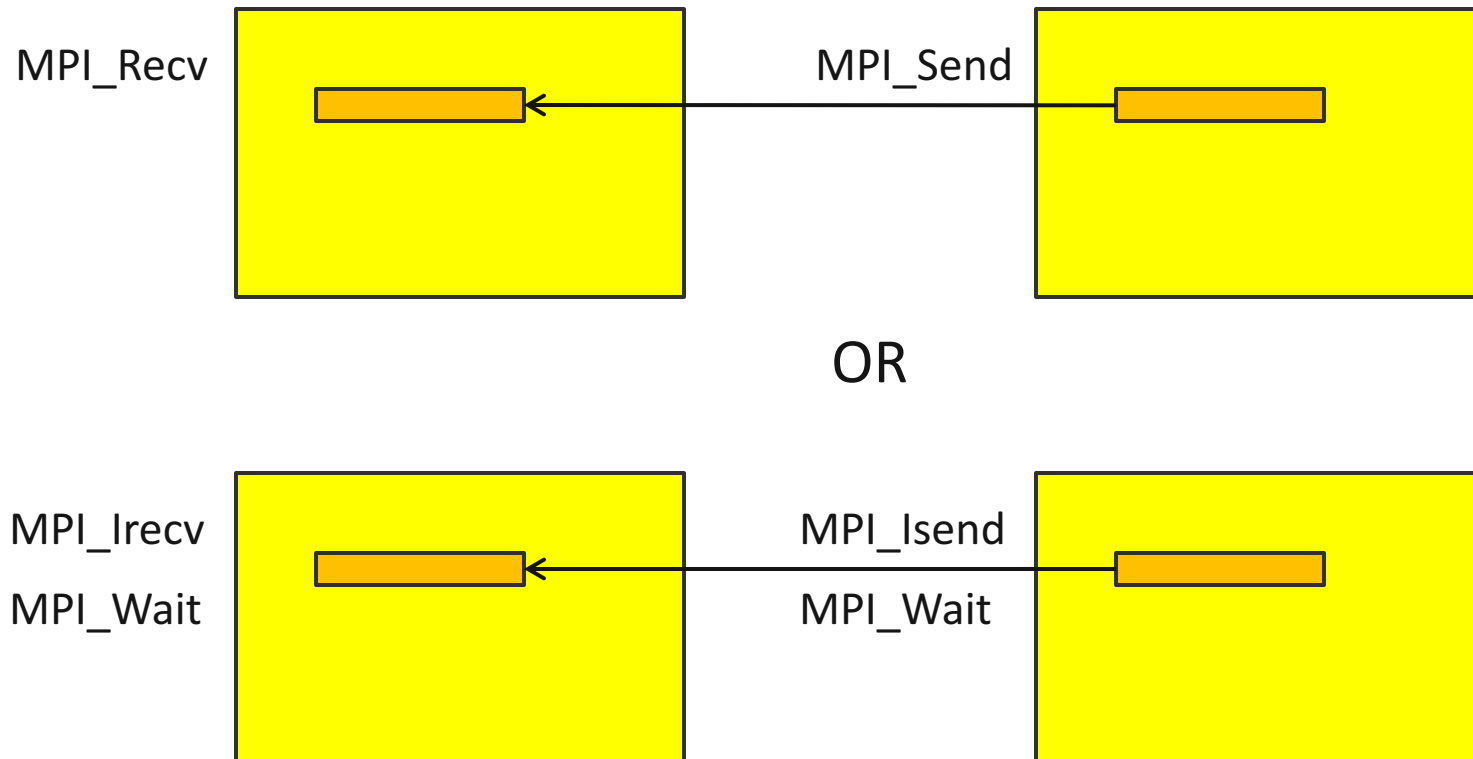 MPI_Recv
MPI_Send
OR
MPI_Irecv
MPI_Isend
MPI_Wait
MPI_Wait